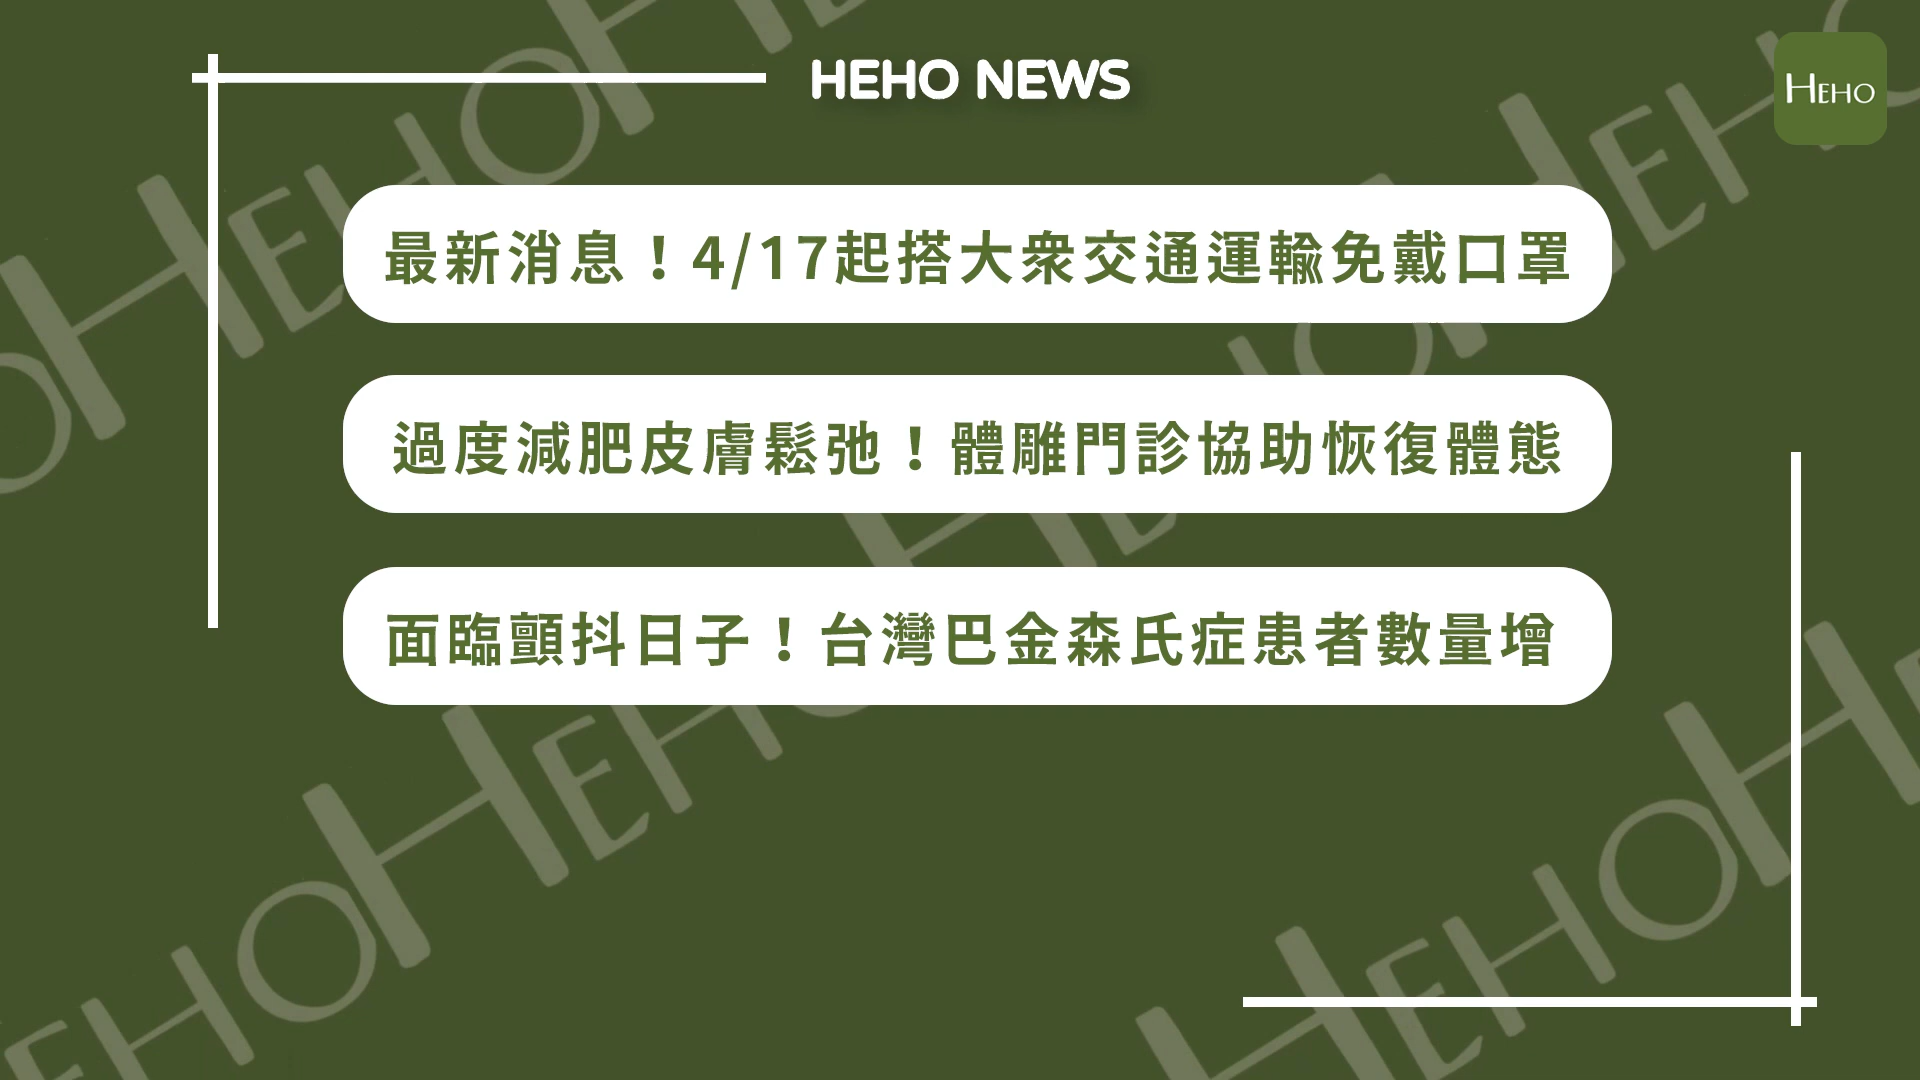 HEHO NEWS
HEHO
最新消息！4/17起搭大衆交通運輸免戴口罩
過度減肥皮膚鬆弛！體雕門診協助恢復體態
面臨顫抖日子！台灣巴金森氏症患者數量增